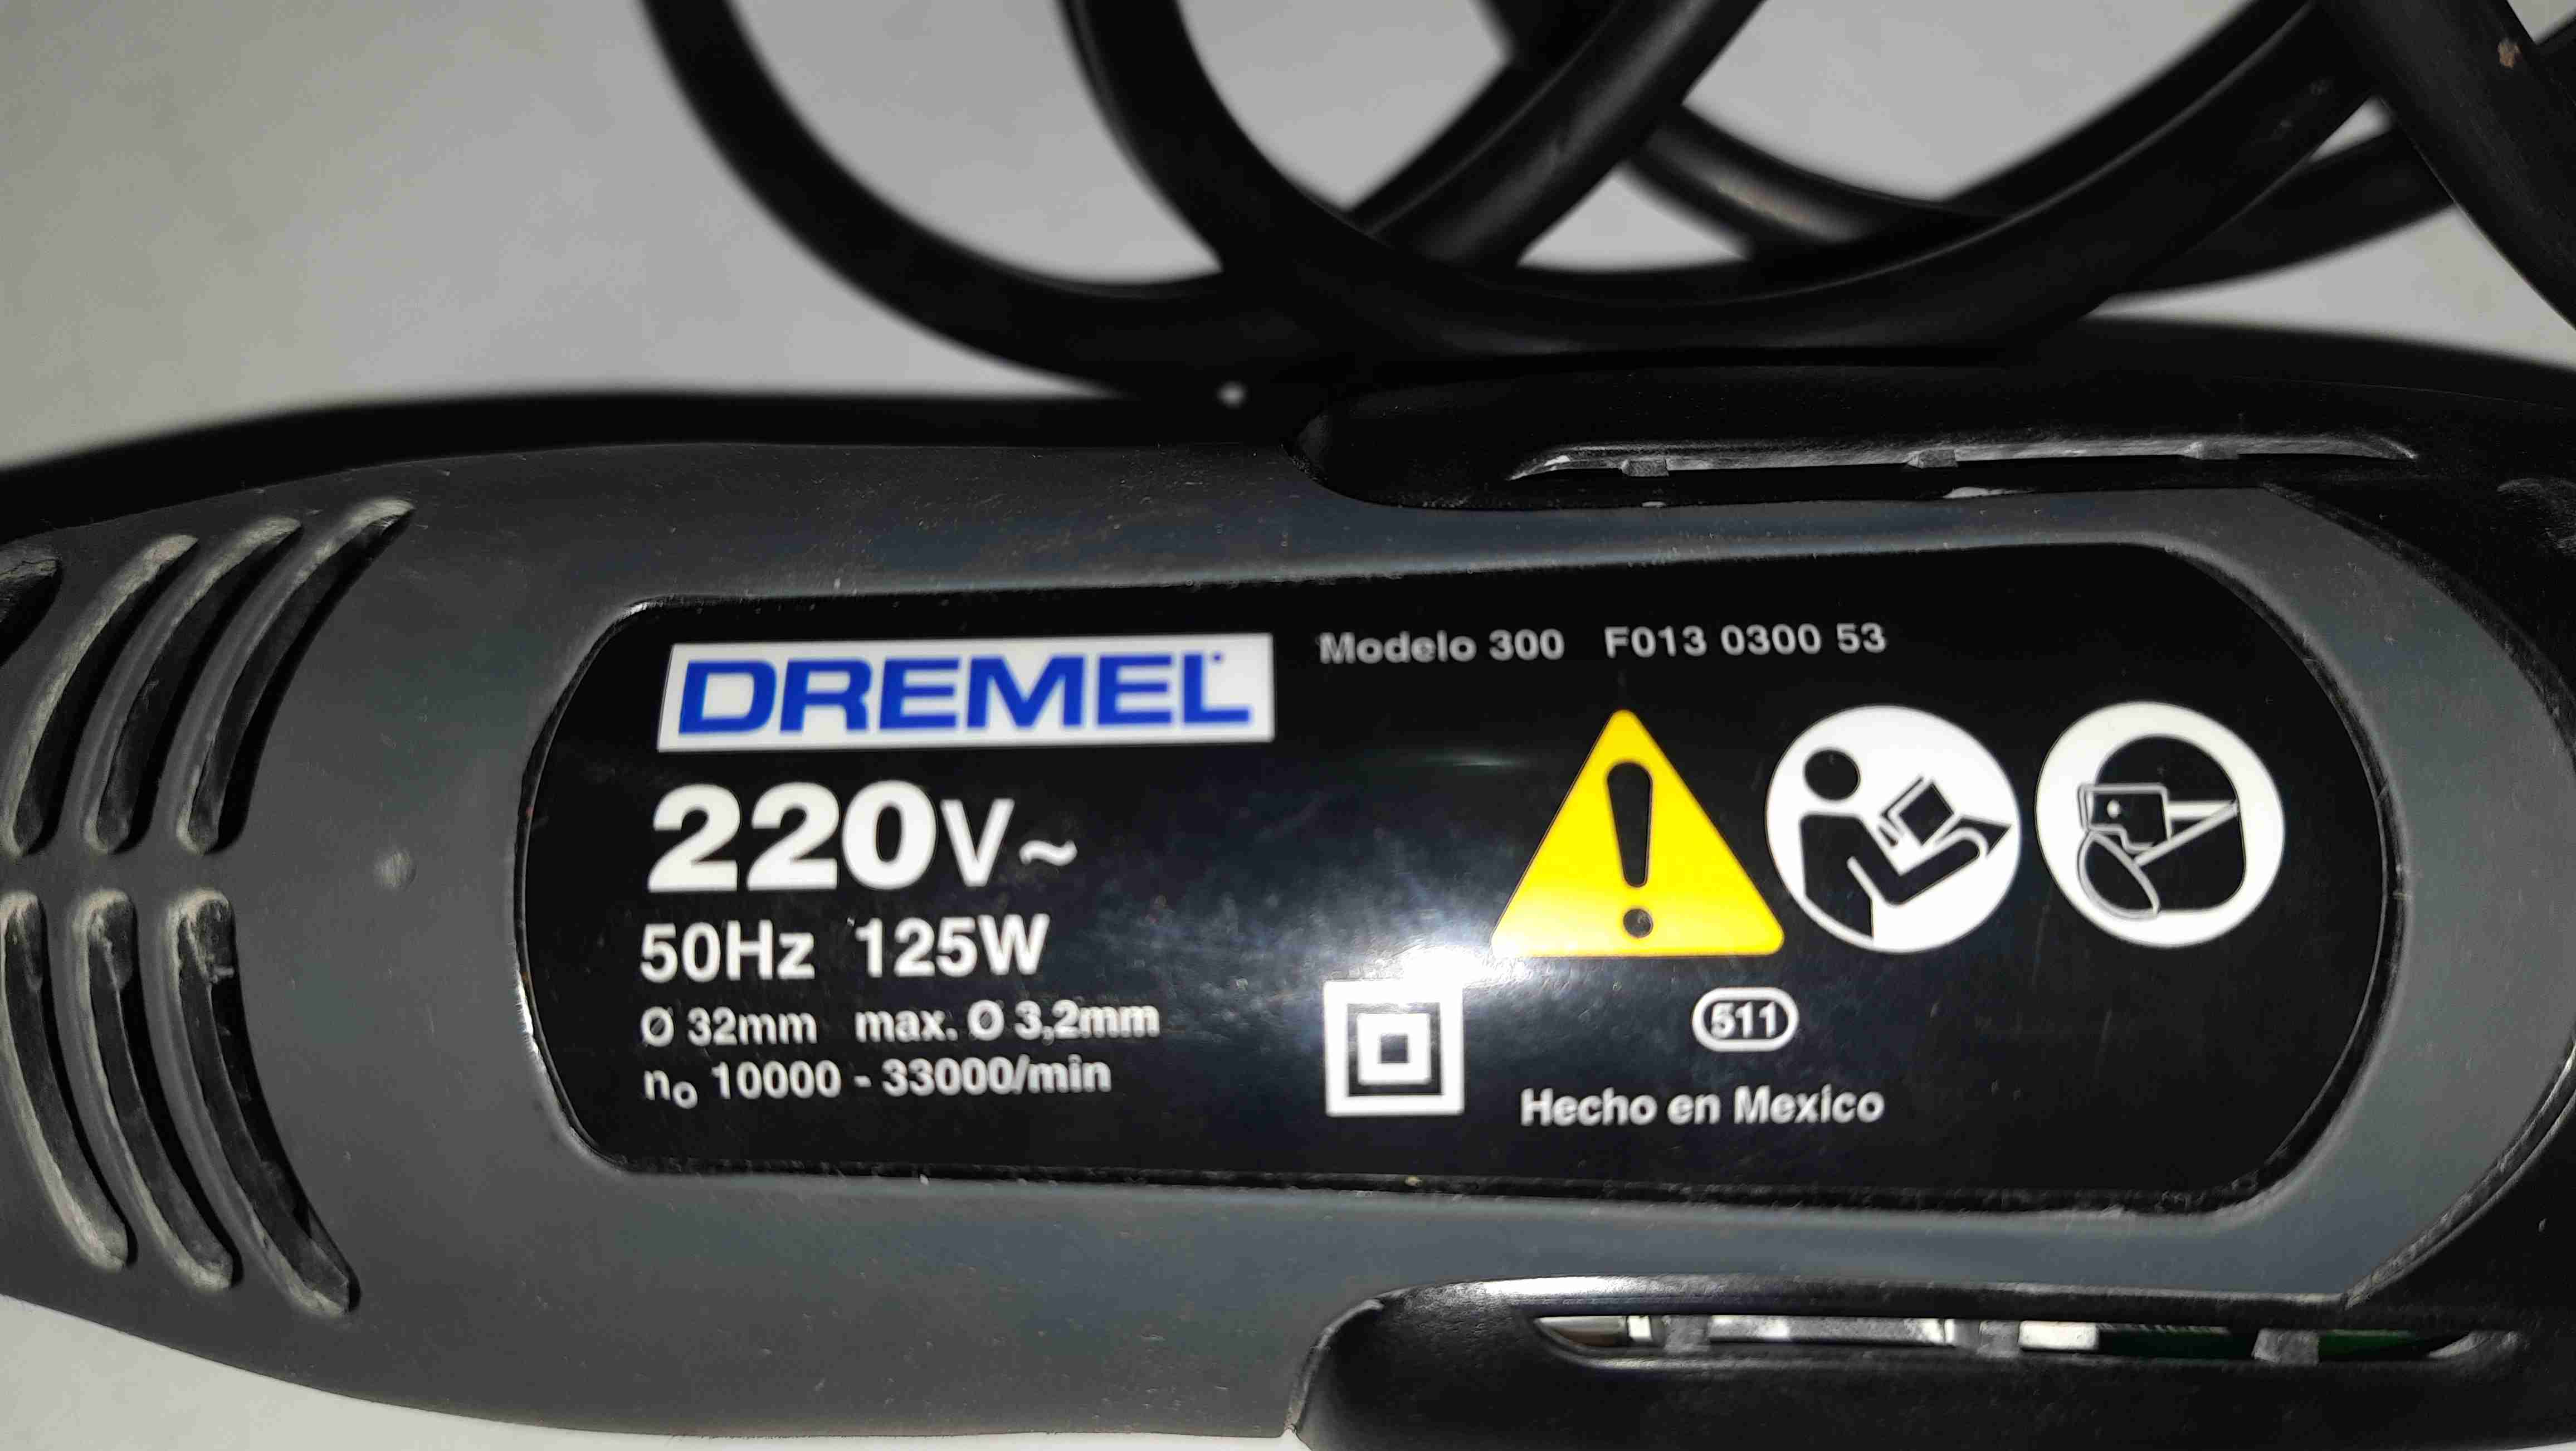 DREMEL
Modelo 300 F013 0300 53
220V~
50Hz 125W
Ø 32mm max. Ø 3,2mm
no 10000 - 33000/min
511
Hecho en Mexico